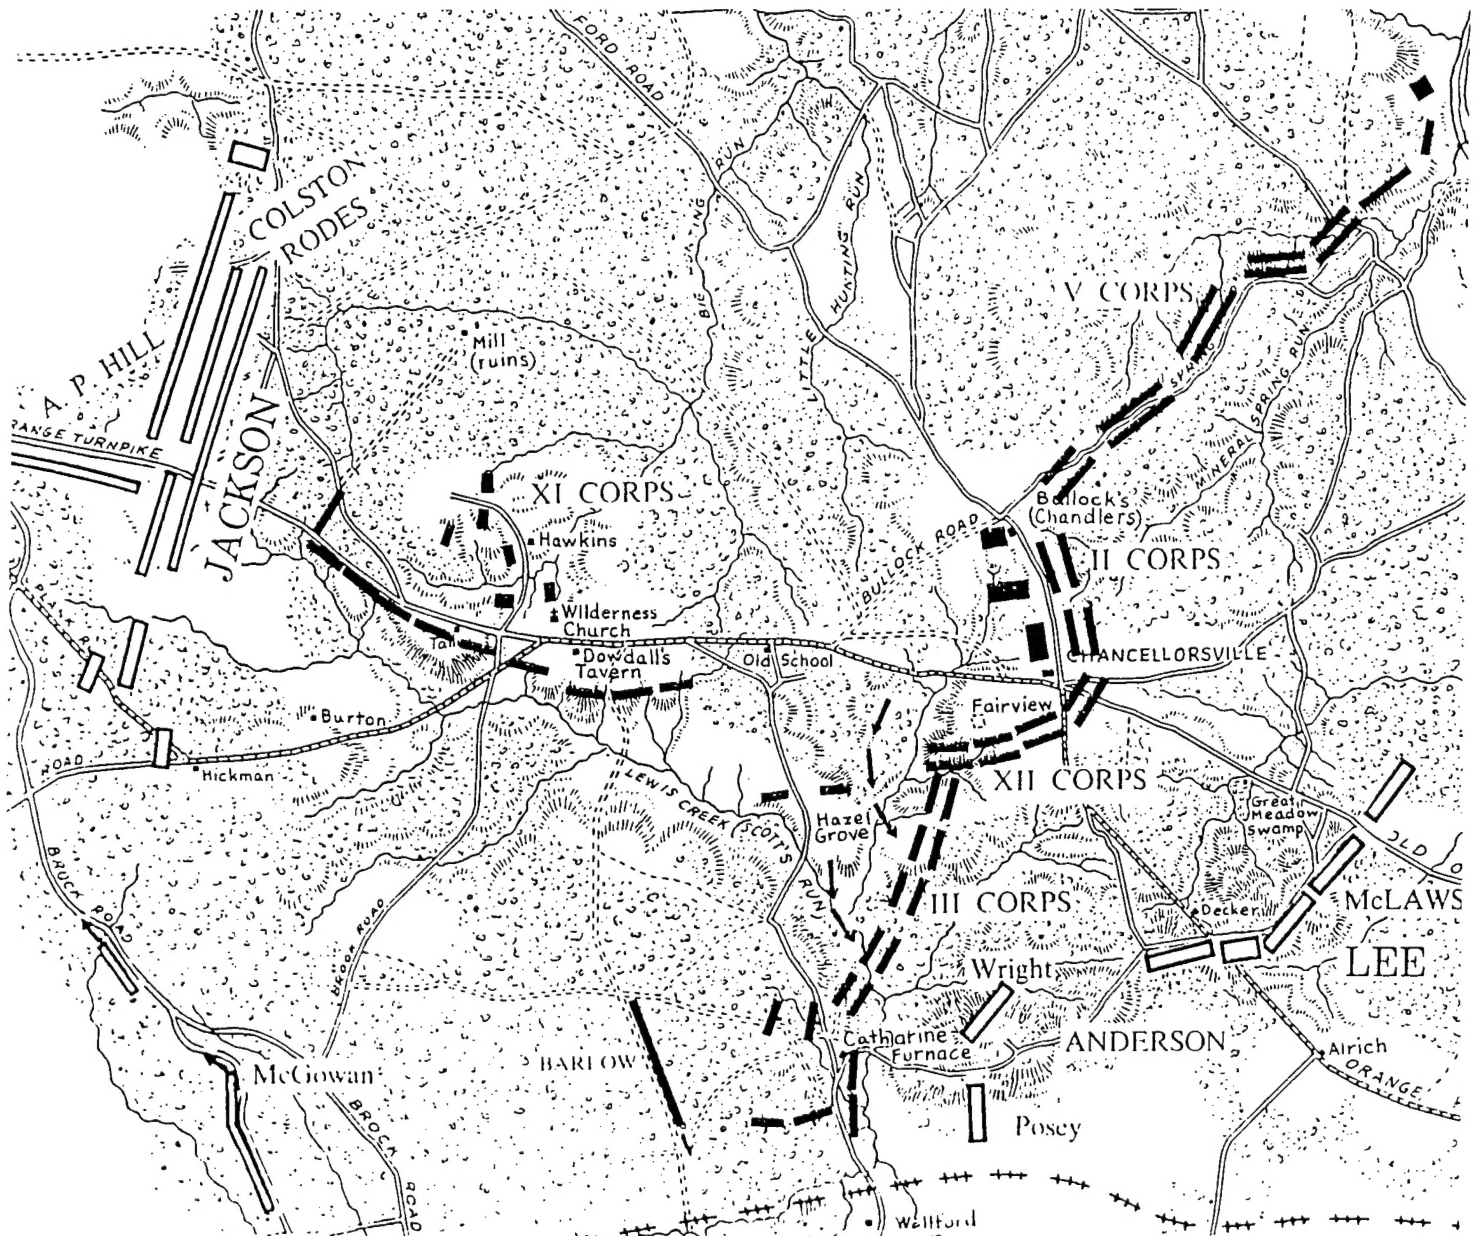 FORD ROAD
COLSTON
RODES
BIG
RUN
LITTLE HUNTING RUN
V CORPS
Mill
(ruins)
A P. HILL
RANGE TURNPIKE
JACKSON
MINERAL SPRING RUN
XI CORPS
Hawkins
Bullock's
(Chandlers)
BULLOCK ROAD
II CORPS
Wilderness
Church
Dowdall's
Tavern
Old School
CHANCELLORSVILLE
Burton
Fairview
ROAD
Hickman
XII CORPS
LEWIS CREEK (SCOTT'S RUN)
Hazel
Grove
Great
Meadow
Swamp
OLD
BROCK ROAD
III CORPS
Decker
McLAWS
LEE
Wright
Catharine
Furnace
ANDERSON
BARLOW
Alrich
ORANGE
McGowan
BROCK ROAD
Posey
Wellford